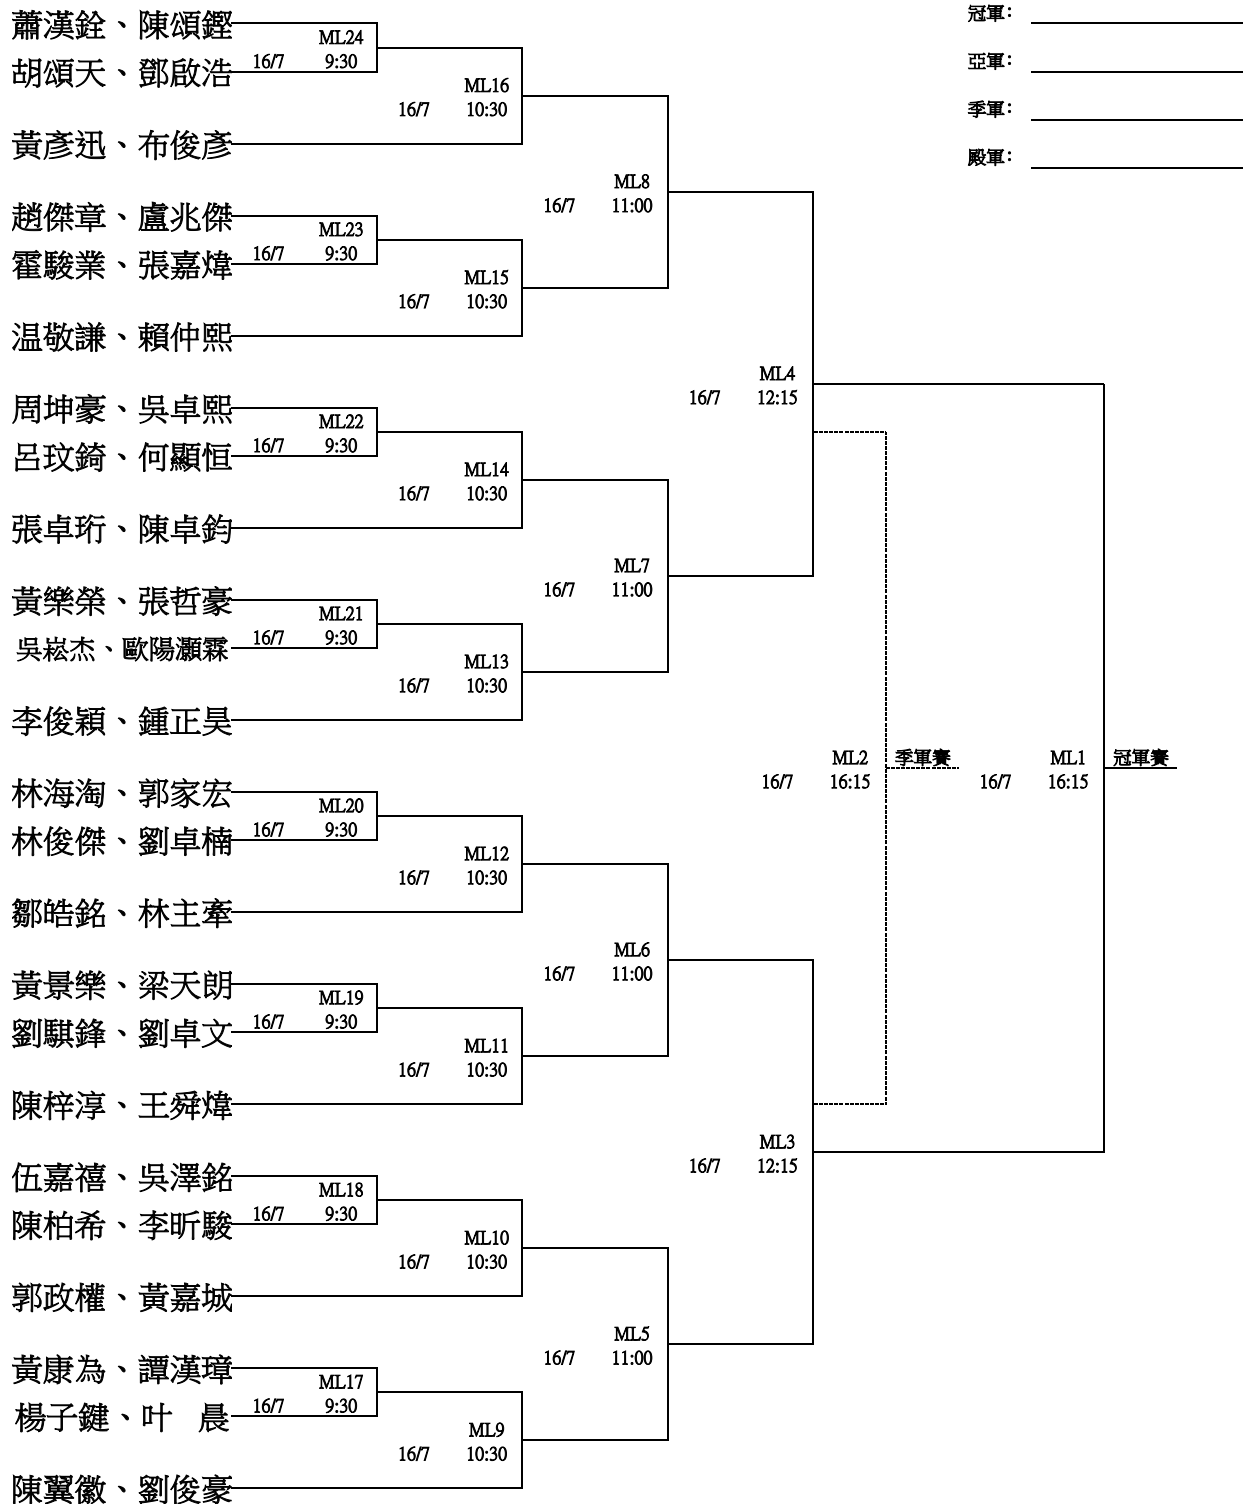 蕭漢銓、陳頌鏗
冠軍：
ML24
16/7 9:30
胡頌天、鄧啟浩
亞軍：
ML16
16/7 10:30
季軍：
黃彥迅、布俊彥
殿軍：
ML8
16/7 11:00
趙傑章、盧兆傑
ML23
16/7 9:30
霍駿業、張嘉煒
ML15
16/7 10:30
温敬謙、賴仲熙
ML4
16/7 12:15
周坤豪、吳卓熙
ML22
16/7 9:30
呂玟錡、何顯恒
ML14
16/7 10:30
張卓珩、陳卓鈞
ML7
16/7 11:00
黃樂榮、張哲豪
ML21
16/7 9:30
吳崧杰、歐陽灝霖
ML13
16/7 10:30
李俊穎、鍾正昊
ML2 季軍賽
16/7 16:15
ML1 冠軍賽
16/7 16:15
林海淘、郭家宏
ML20
16/7 9:30
林俊傑、劉卓楠
ML12
16/7 10:30
鄒皓銘、林主牽
ML6
16/7 11:00
黃景樂、梁天朗
ML19
16/7 9:30
劉騏鋒、劉卓文
ML11
16/7 10:30
陳梓淳、王舜煒
ML3
16/7 12:15
伍嘉禧、吳澤銘
ML18
16/7 9:30
陳柏希、李昕駿
ML10
16/7 10:30
郭政權、黃嘉城
ML5
16/7 11:00
黃康為、譚漢璋
ML17
16/7 9:30
楊子鍵、叶　晨
ML9
16/7 10:30
陳翼徽、劉俊豪